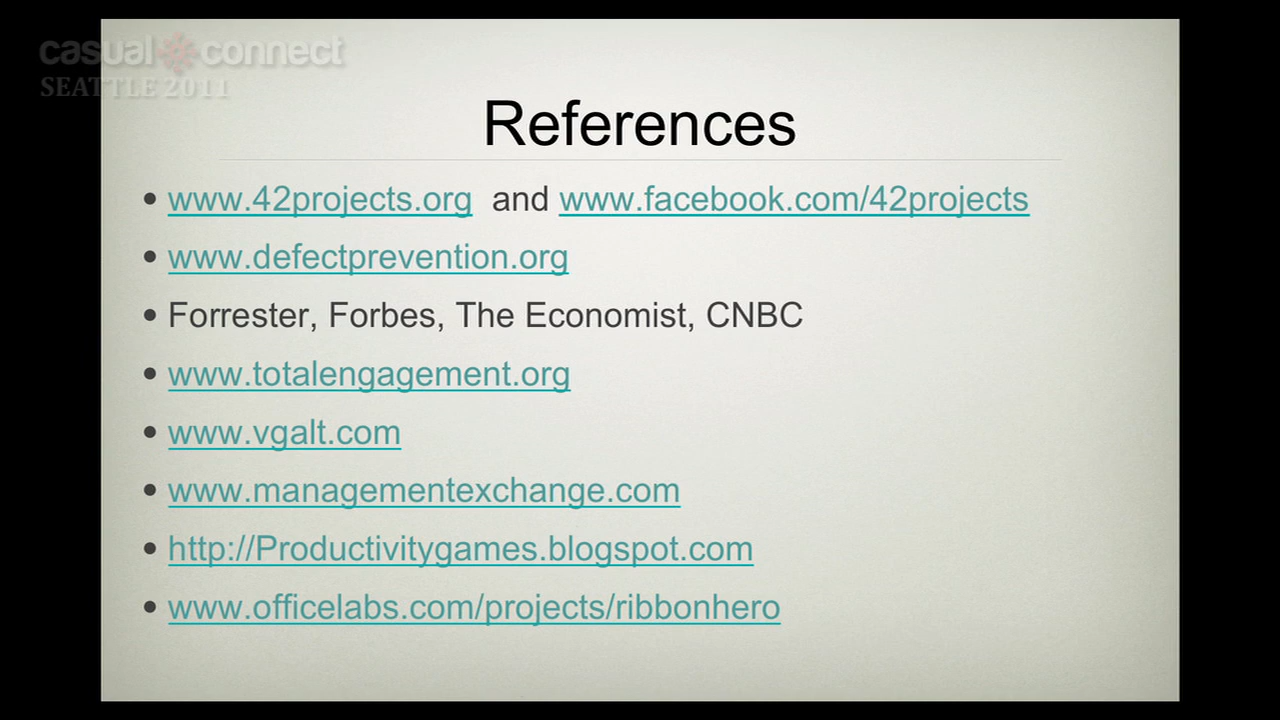 casual connect
SEATTLE 2011
References
• www.42projects.org and www.facebook.com/42projects
• www.defectprevention.org
• Forrester, Forbes, The Economist, CNBC
• www.totalengagement.org
• www.vgalt.com
• www.managementexchange.com
• http://Productivitygames.blogspot.com
• www.officelabs.com/projects/ribbonhero